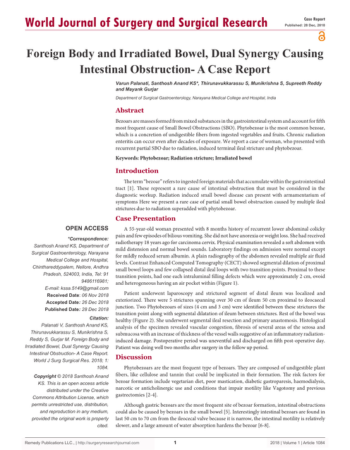 World Journal of Surgery and Surgical Research
Case Report
Published: 28 Dec, 2018
Foreign Body and Irradiated Bowel, Dual Synergy Causing
Intestinal Obstruction- A Case Report
Varun Palanati, Santhosh Anand KS*, Thirunavukkarasu S, Munikrishna S, Supreeth Reddy
and Mayank Gurjar
Department of Surgical Gastroenterology, Narayana Medical College and Hospital, India
Abstract
Bezoars are masses formed from mixed substances in the gastrointestinal system and account for fifth
most frequent cause of Small Bowel Obstructions (SBO). Phytobezoar is the most common bezoar,
which is a concretion of undigestible fibers from ingested vegetables and fruits. Chronic radiation
enteritis can occur even after decades of exposure. We report a case of woman, who presented with
recurrent partial SBO due to radiation, induced terminal ileal stricture and phytobezoar.
Keywords: Phytobezoar; Radiation stricture; Irradiated bowel
Introduction
The term "bezoar" refers to ingested foreign materials that accumulate within the gastrointestinal
tract [1]. These represent a rare cause of intestinal obstruction that must be considered in the
diagnostic workup. Radiation induced small bowel disease can present with armamentarium of
symptoms Here we present a rare case of partial small bowel obstruction caused by multiple ileal
strictures due to radiation superadded with phytobezoar.
Case Presentation
A 55-year-old woman presented with 8 months history of recurrent lower abdominal colicky
pain and few episodes of bilious vomiting. She did not have anorexia or weight loss. She had received
radiotherapy 18 years ago for carcinoma cervix. Physical examination revealed a soft abdomen with
mild distension and normal bowel sounds. Laboratory findings on admission were normal except
for mildly reduced serum albumin. A plain radiography of the abdomen revealed multiple air fluid
levels. Contrast Enhanced Computed Tomography (CECT) showed segmental dilation of proximal
small bowel loops and few collapsed distal ileal loops with two transition points. Proximal to these
transition points, had one each intraluminal filling defects which were approximately 2 cm, ovoid
and heterogeneous having an air pocket within (Figure 1).
Patient underwent laparoscopy and strictured segment of distal ileum was localized and
exteriorized. There were 5 strictures spanning over 30 cm of ileum 50 cm proximal to ileocaecal
junction. Two Phytobezoars of sizes (4 cm and 3 cm) were identified between these strictures the
transition point along with segmental dilatation of ileum between strictures. Rest of the bowel was
healthy (Figure 2). She underwent segmental ileal resection and primary anastomosis. Histological
analysis of the specimen revealed vascular congestion, fibrosis of several areas of the serosa and
submucosa with an increase of thickness of the vessel walls suggestive of an inflammatory radiation-
induced damage. Postoperative period was uneventful and discharged on fifth post-operative day.
Patient was doing well two months after surgery in the follow up period.
Discussion
Phytobezoars are the most frequent type of bezoars. They are composed of undigestible plant
fibers, like cellulose and tannin that could be implicated in their formation. The risk factors for
bezoar formation include vegetarian diet, poor mastication, diabetic gastroparesis, haemodialysis,
narcotic or anticholinergic use and conditions that impair motility like Vagotomy and previous
gastrectomies [2-4].
Although gastric bezoars are the most frequent site of bezoar formation, intestinal obstructions
could also be caused by bezoars in the small bowel [5]. Interestingly intestinal bezoars are found in
last 50 cm to 70 cm from the ileocecal valve because it is narrow, the intestinal motility is relatively
slower, and a large amount of water absorption hardens the bezoar [6-8].
OPEN ACCESS
*Correspondence:
Santhosh Anand KS, Department of
Surgical Gastroenterology, Narayana
Medical College and Hospital,
Chinthareddypalem, Nellore, Andhra
Pradesh, 524003, India, Tel: 91
9486115981;
E-mail: kssa.9149@gmail.com
Received Date: 05 Nov 2018
Accepted Date: 26 Dec 2018
Published Date: 28 Dec 2018
Citation:
Palanati V, Santhosh Anand KS,
Thirunavukkarasu S, Munikrishna S,
Reddy S, Gurjar M. Foreign Body and
Irradiated Bowel, Dual Synergy Causing
Intestinal Obstruction- A Case Report.
World J Surg Surgical Res. 2018; 1:
1084.
Copyright © 2018 Santhosh Anand
KS. This is an open access article
distributed under the Creative
Commons Attribution License, which
permits unrestricted use, distribution,
and reproduction in any medium,
provided the original work is properly
cited.
Remedy Publications LLC., | http://surgeryresearchjournal.com
1
2018 | Volume 1 | Article 1084